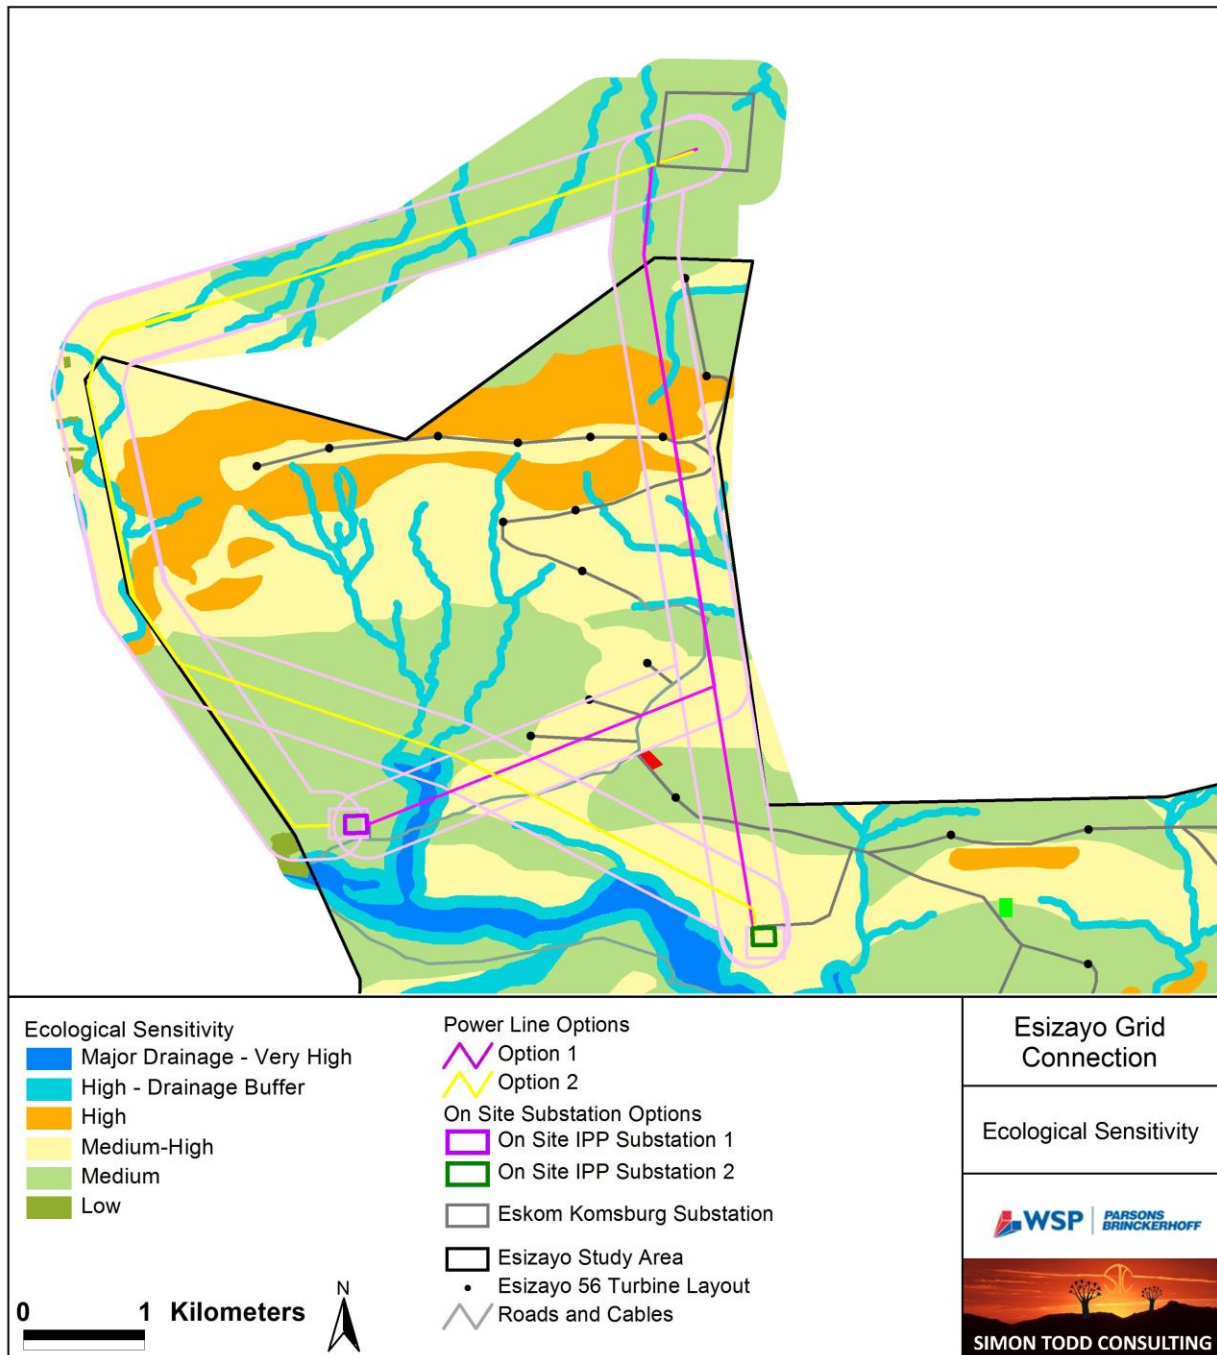 Ecological Sensitivity
Major Drainage - Very High
High - Drainage Buffer
High
Medium-High
Medium
Low
0 1 Kilometers
N
Power Line Options
Option 1
Option 2
On Site Substation Options
On Site IPP Substation 1
On Site IPP Substation 2
Eskom Komsburg Substation
Esizayo Study Area
Esizayo 56 Turbine Layout
Roads and Cables
Esizayo Grid
Connection
Ecological Sensitivity
WSP | PARSONS
BRINCKERHOFF
SIMON TODD CONSULTING